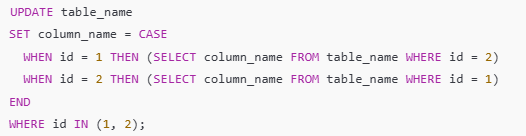 UPDATE table_name
SET column_name = CASE
WHEN id = 1 THEN (SELECT column_name FROM table_name WHERE id = 2)
WHEN id = 2 THEN (SELECT column_name FROM table_name WHERE id = 1)
END
WHERE id IN (1, 2);